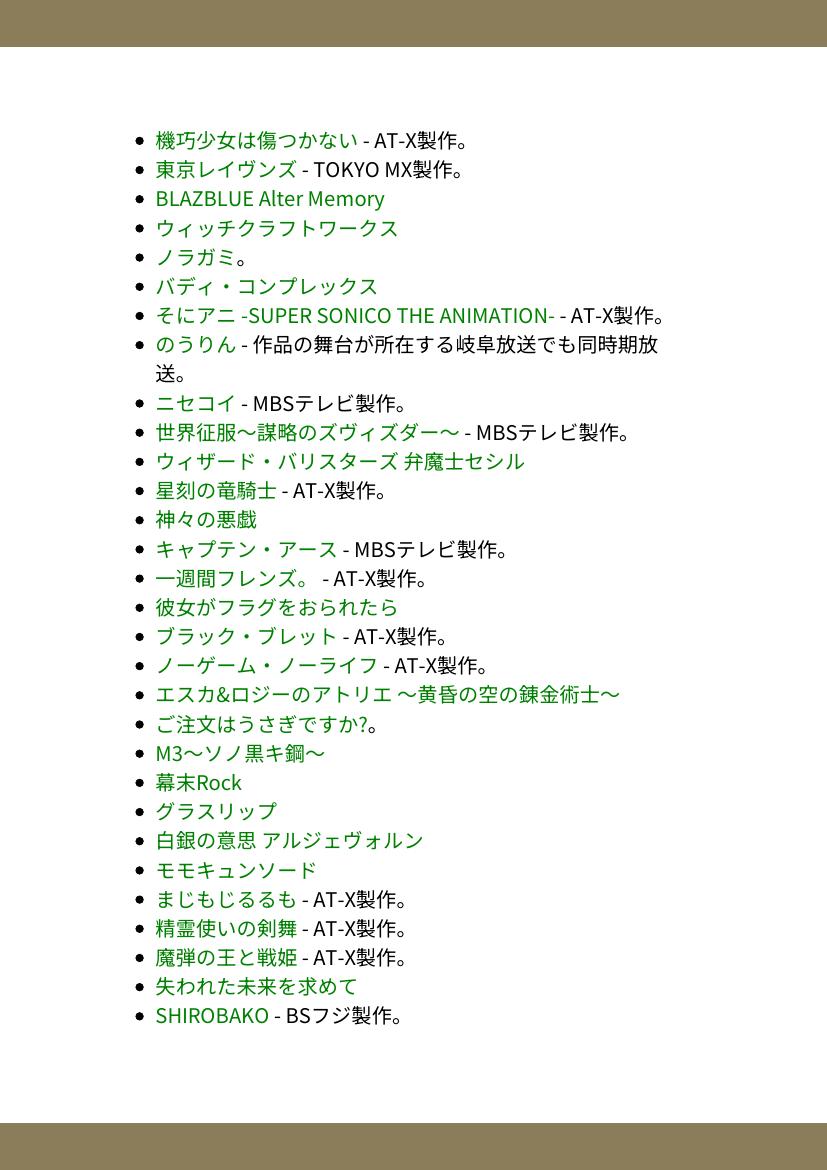 機巧少女は傷つかない - AT-X製作。
東京レイヴンズ - TOKYO MX製作。
BLAZBLUE Alter Memory
ウィッチクラフトワークス
ノラガミ。
バディ・コンプレックス
そにアニ -SUPER SONICO THE ANIMATION- - AT-X製作。
のうりん - 作品の舞台が所在する岐阜放送でも同時期放
送。
ニセコイ - MBSテレビ製作。
世界征服〜謀略のズヴィズダー〜 - MBSテレビ製作。
ウィザード・バリスターズ 弁魔士セシル
星刻の竜騎士 - AT-X製作。
神々の悪戯
キャプテン・アース - MBSテレビ製作。
一週間フレンズ。 - AT-X製作。
彼女がフラグをおられたら
ブラック・ブレット - AT-X製作。
ノーゲーム・ノーライフ - AT-X製作。
エスカ&ロジーのアトリエ 〜黄昏の空の錬金術士〜
ご注文はうさぎですか?。
M3〜ソノ黒キ鋼〜
幕末Rock
グラスリップ
白銀の意思 アルジェヴォルン
モモキュンソード
まじもじるるも - AT-X製作。
精霊使いの剣舞 - AT-X製作。
魔弾の王と戦姫 - AT-X製作。
失われた未来を求めて
SHIROBAKO - BSフジ製作。